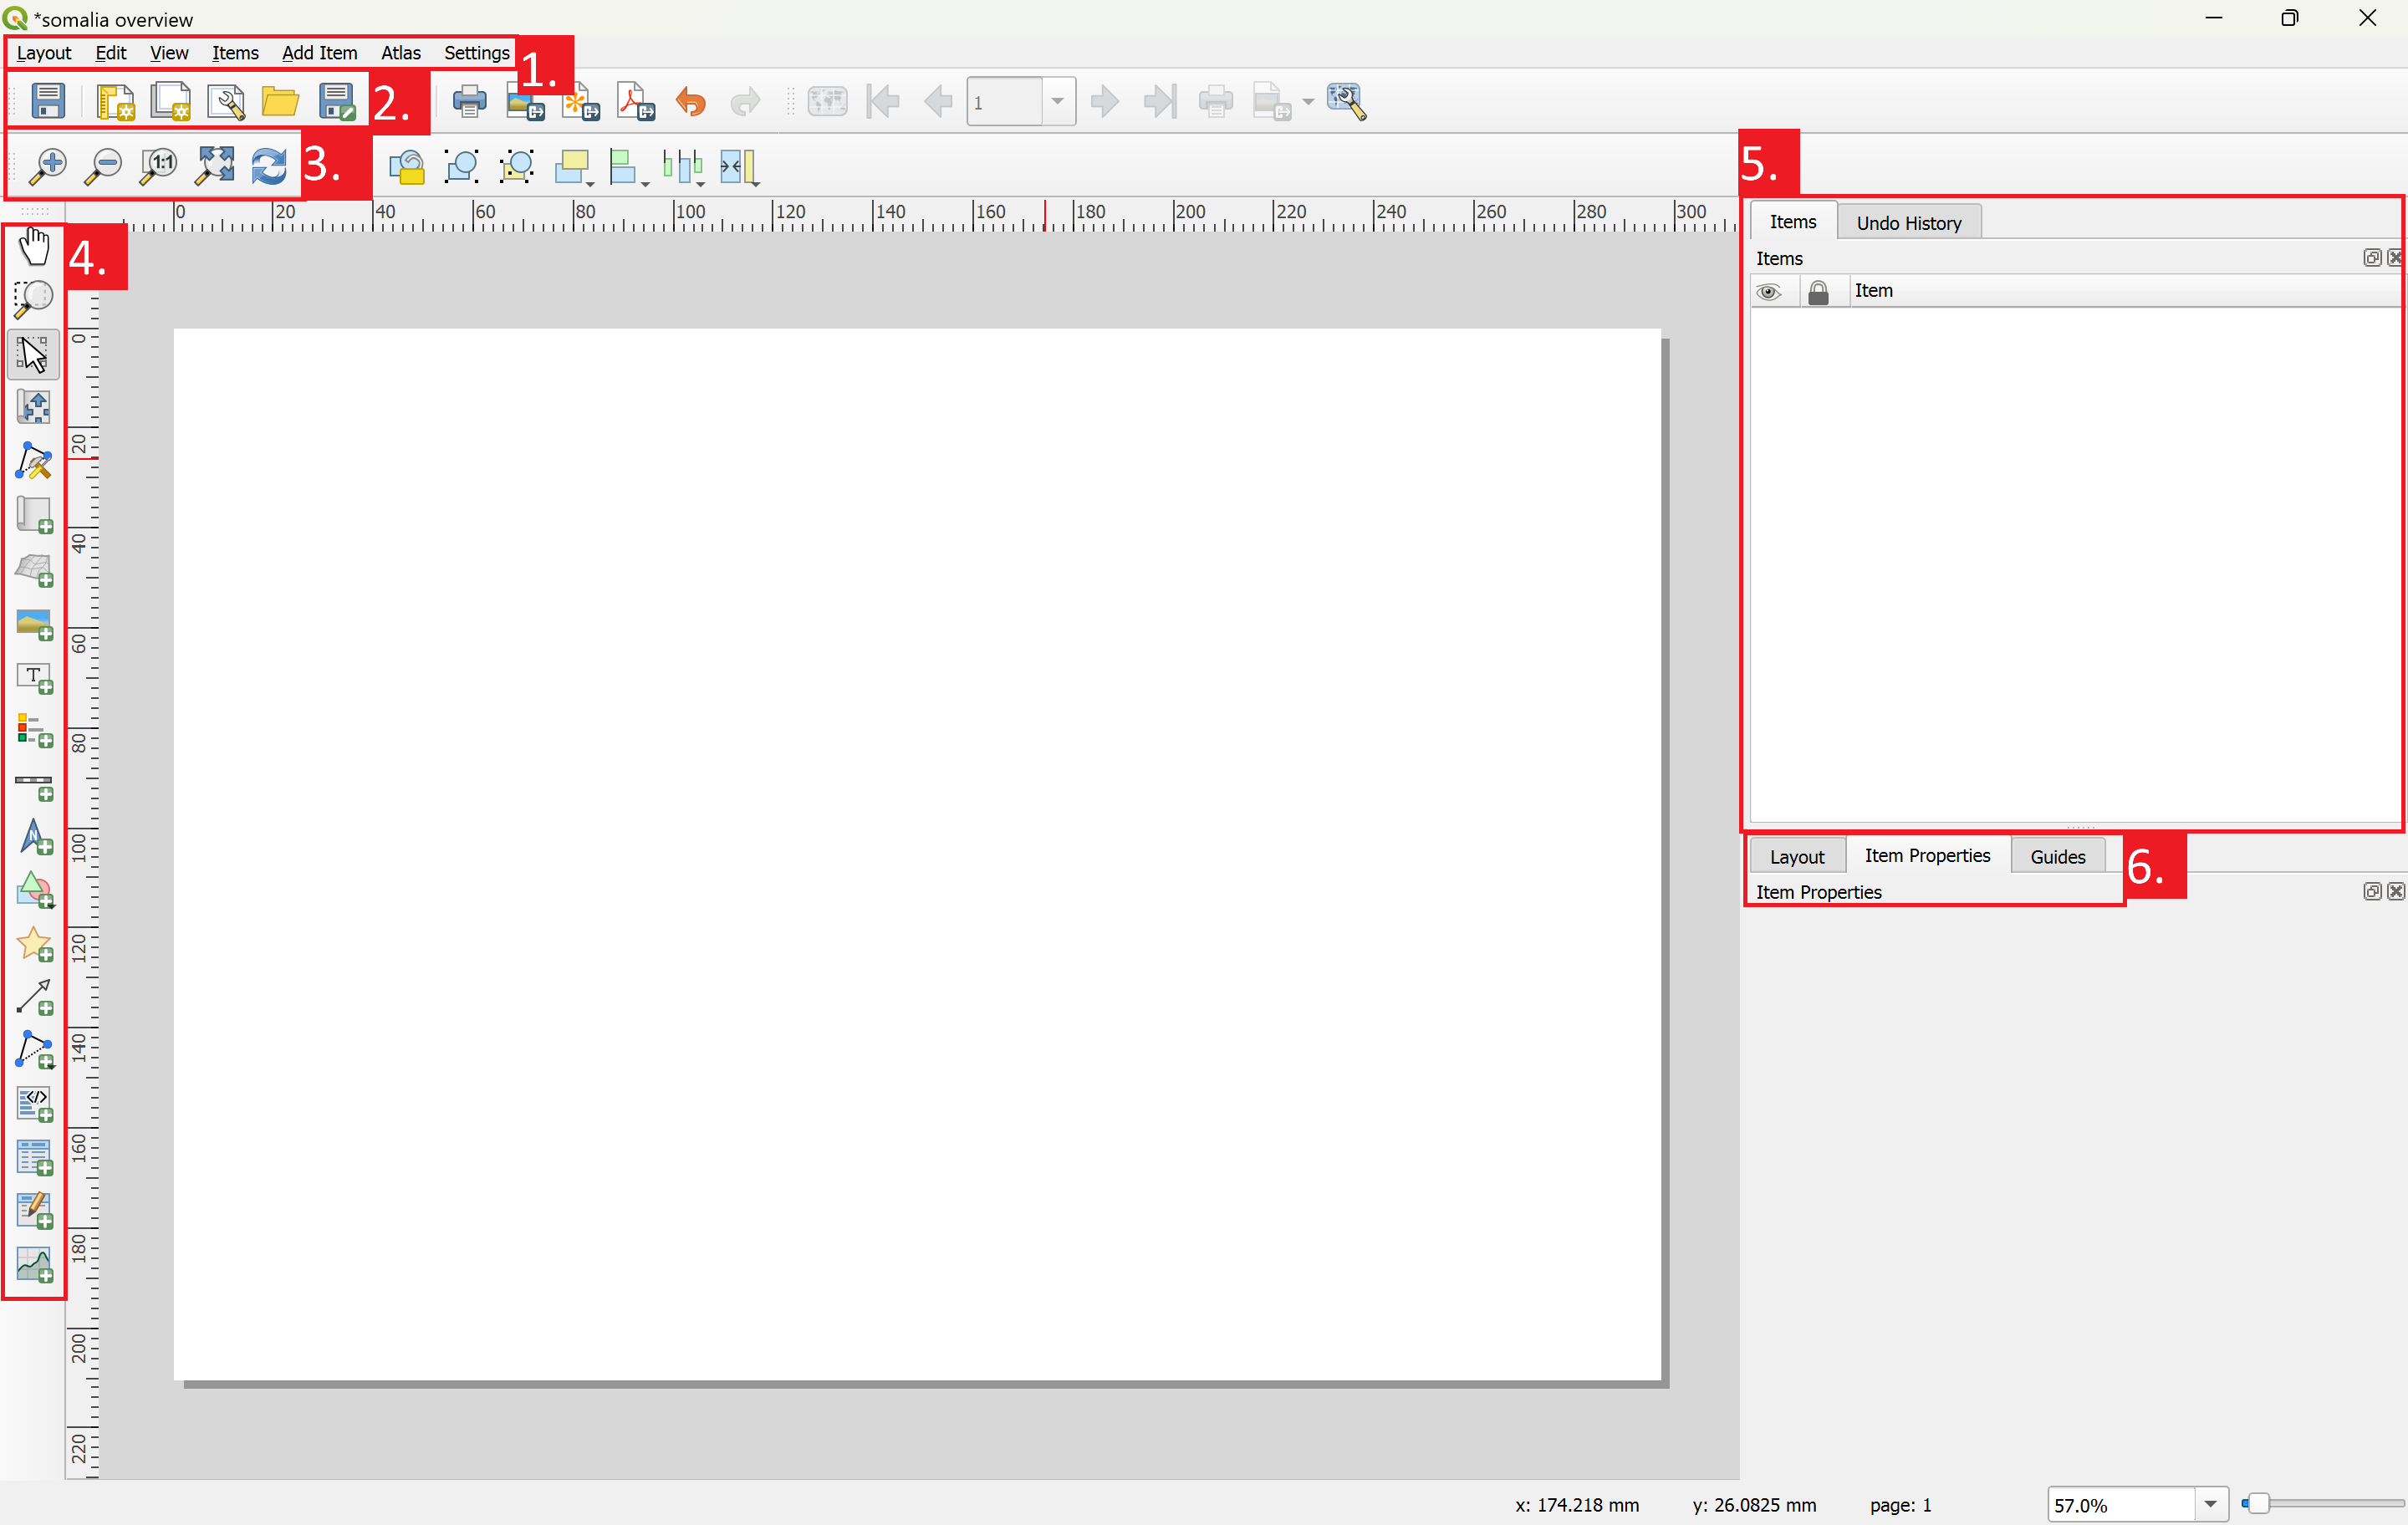 *somalia overview
Layout Edit View Items Add Item Atlas Settings
1.
2.
1
1:1
3.
5.
4.
0 20 40 60 80 100 120 140 160 180 200 220 240 260 280 300
Items Undo History
Items
Item
0
20
40
60
80
100
120
140
160
180
200
220
T
N
</>
Layout Item Properties Guides
6.
Item Properties
x: 174.218 mm y: 26.0825 mm page: 1 57.0%